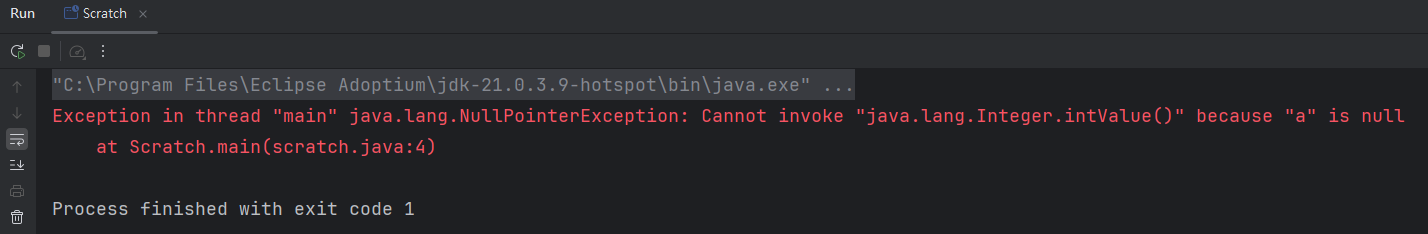 Run
Scratch
"C:\Program Files\Eclipse Adoptium\jdk-21.0.3.9-hotspot\bin\java.exe" ...
Exception in thread "main" java.lang.NullPointerException: Cannot invoke "java.lang.Integer.intValue()" because "a" is null
    at Scratch.main(scratch.java:4)
Process finished with exit code 1